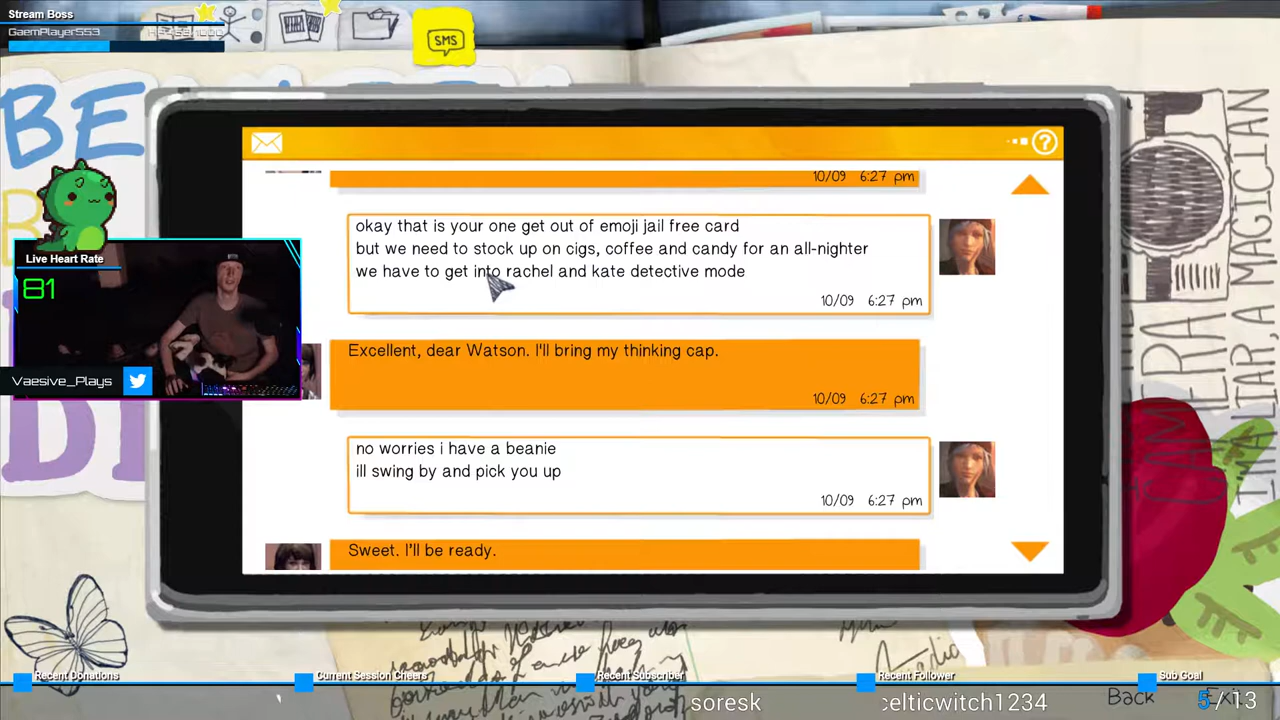 Stream Boss
GaemPlayer553
SMS
BE
?
10/09 6:27 pm
okay that is your one get out of emoji jail free card
but we need to stock up on cigs, coffee and candy for an all-nighter
we have to get into rachel and kate detective mode
10/09 6:27 pm
Live Heart Rate
81
Excellent, dear Watson. I'll bring my thinking cap.
10/09 6:27 pm
Vaesive_Plays
no worries i have a beanie
ill swing by and pick you up
10/09 6:27 pm
Sweet. I'll be ready.
Recent Donations
Current Session Cheers
Recent Subscriber
Recent Follower
Sub Goal
soresk
celticwitch1234
Back
5 / 13